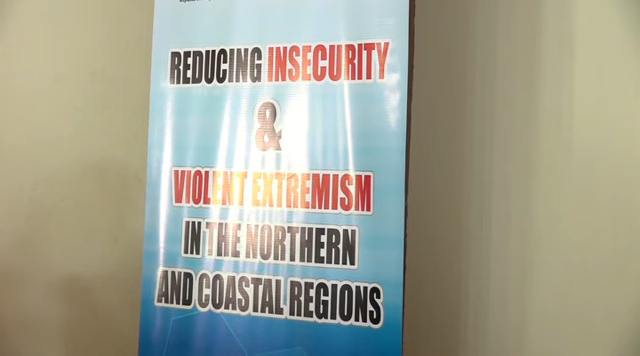 REDUCING INSECURITY
&
VIOLENT EXTREMISM
IN THE NORTHERN
AND COASTAL REGIONS